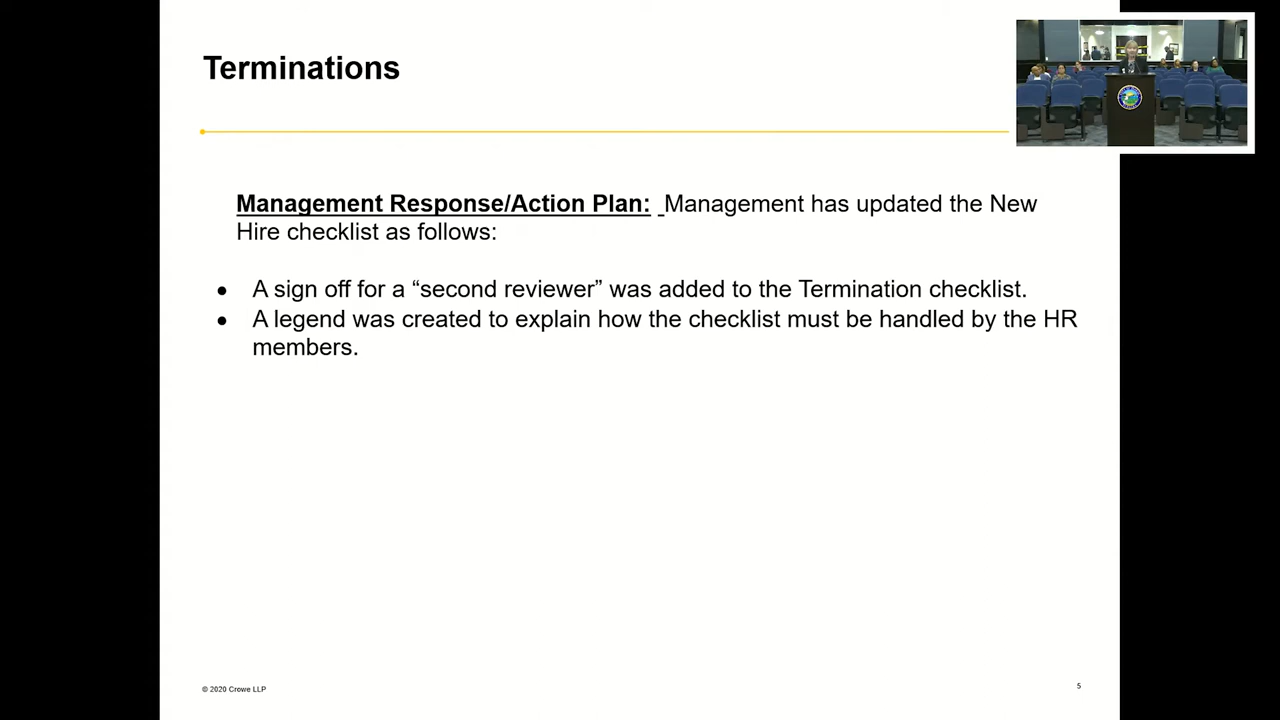 Terminations
Management Response/Action Plan: Management has updated the New
Hire checklist as follows:
● A sign off for a “second reviewer” was added to the Termination checklist.
● A legend was created to explain how the checklist must be handled by the HR
members.
© 2020 Crowe LLP
5